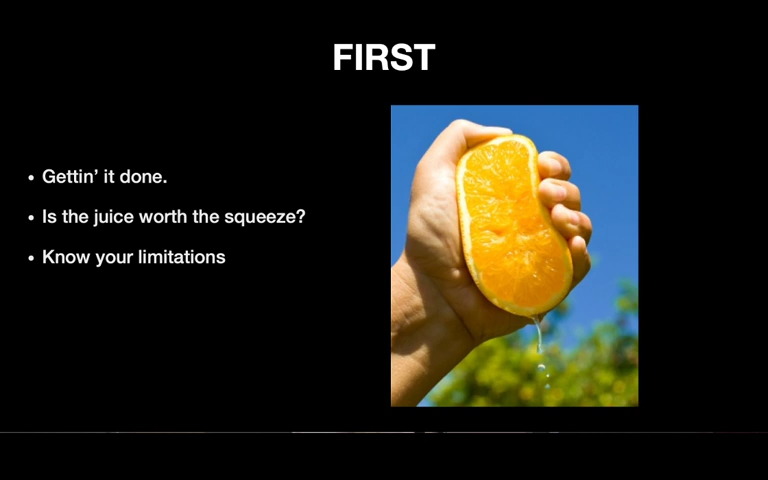 FIRST
• Gettin’ it done.
• Is the juice worth the squeeze?
• Know your limitations